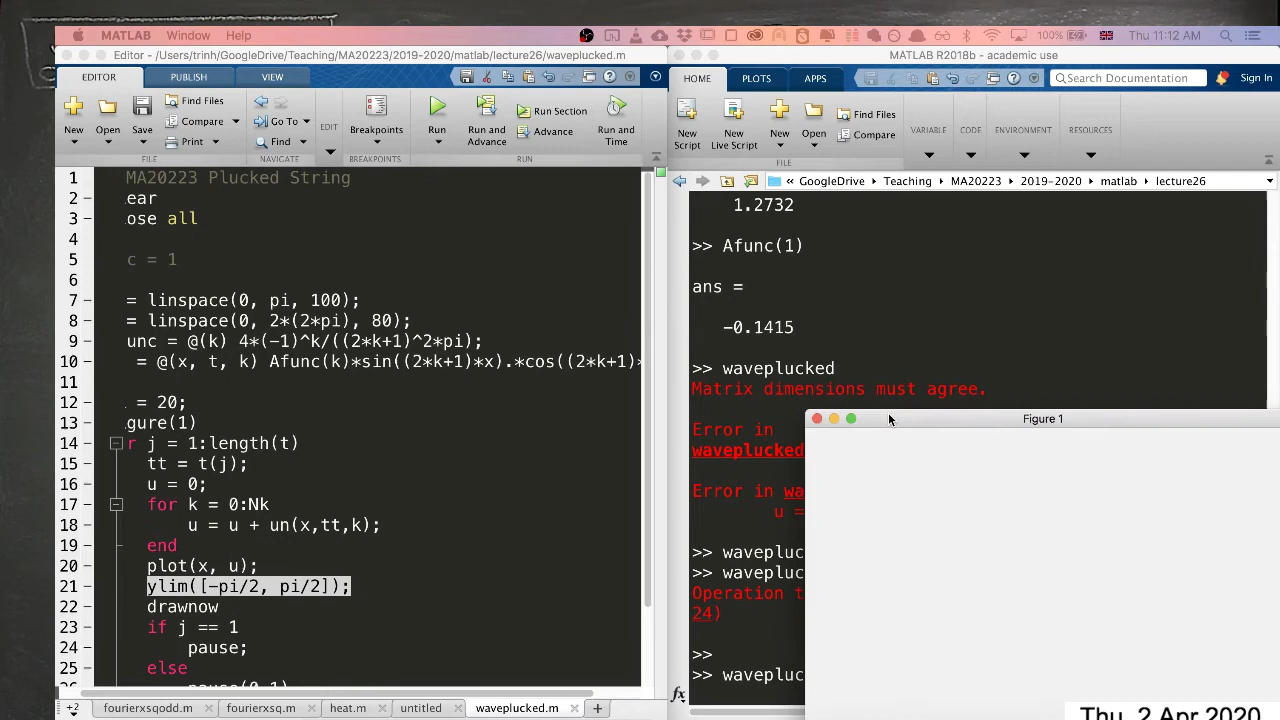 MATLAB Window Help 100% Thu 11:12 AM
Editor - /Users/trinh/GoogleDrive/Teaching/MA20223/2019-2020/matlab/lecture26/waveplucked.m
MATLAB R2018b - academic use
EDITOR PUBLISH VIEW
HOME PLOTS APPS Search Documentation Sign In
New Open Save Find Files Compare Print Go To Find EDIT Breakpoints Run Run and Advance Run Section Advance Run and Time
FILE NAVIGATE BREAKPOINTS RUN
New Script New Live Script New Open Find Files Compare VARIABLE CODE ENVIRONMENT RESOURCES
FILE
« GoogleDrive › Teaching › MA20223 › 2019-2020 › matlab › lecture26
1 MA20223 Plucked String
2 ear
3 ose all
4
5 c = 1
6
7 = linspace(0, pi, 100);
8 = linspace(0, 2*(2*pi), 80);
9 unc = @(k) 4*(-1)^k/((2*k+1)^2*pi);
10 = @(x, t, k) Afunc(k)*sin((2*k+1)*x).*cos((2*k+1)*
11
12 = 20;
13 gure(1)
14 r j = 1:length(t)
15 tt = t(j);
16 u = 0;
17 for k = 0:Nk
18 u = u + un(x,tt,k);
19 end
20 plot(x, u);
21 ylim([-pi/2, pi/2]);
22 drawnow
23 if j == 1
24 pause;
25 else
pause(0.1)
+2 fourierxsqodd.m fourierxsq.m heat.m untitled waveplucked.m
1.2732
>> Afunc(1)
ans =
-0.1415
>> waveplucked
Matrix dimensions must agree.
Error in
waveplucked
Error in wa
u =
>> wavepluc
>> wavepluc
Operation t
24)
>>
fx >> wavepluc
Figure 1
Thu, 2 Apr 2020